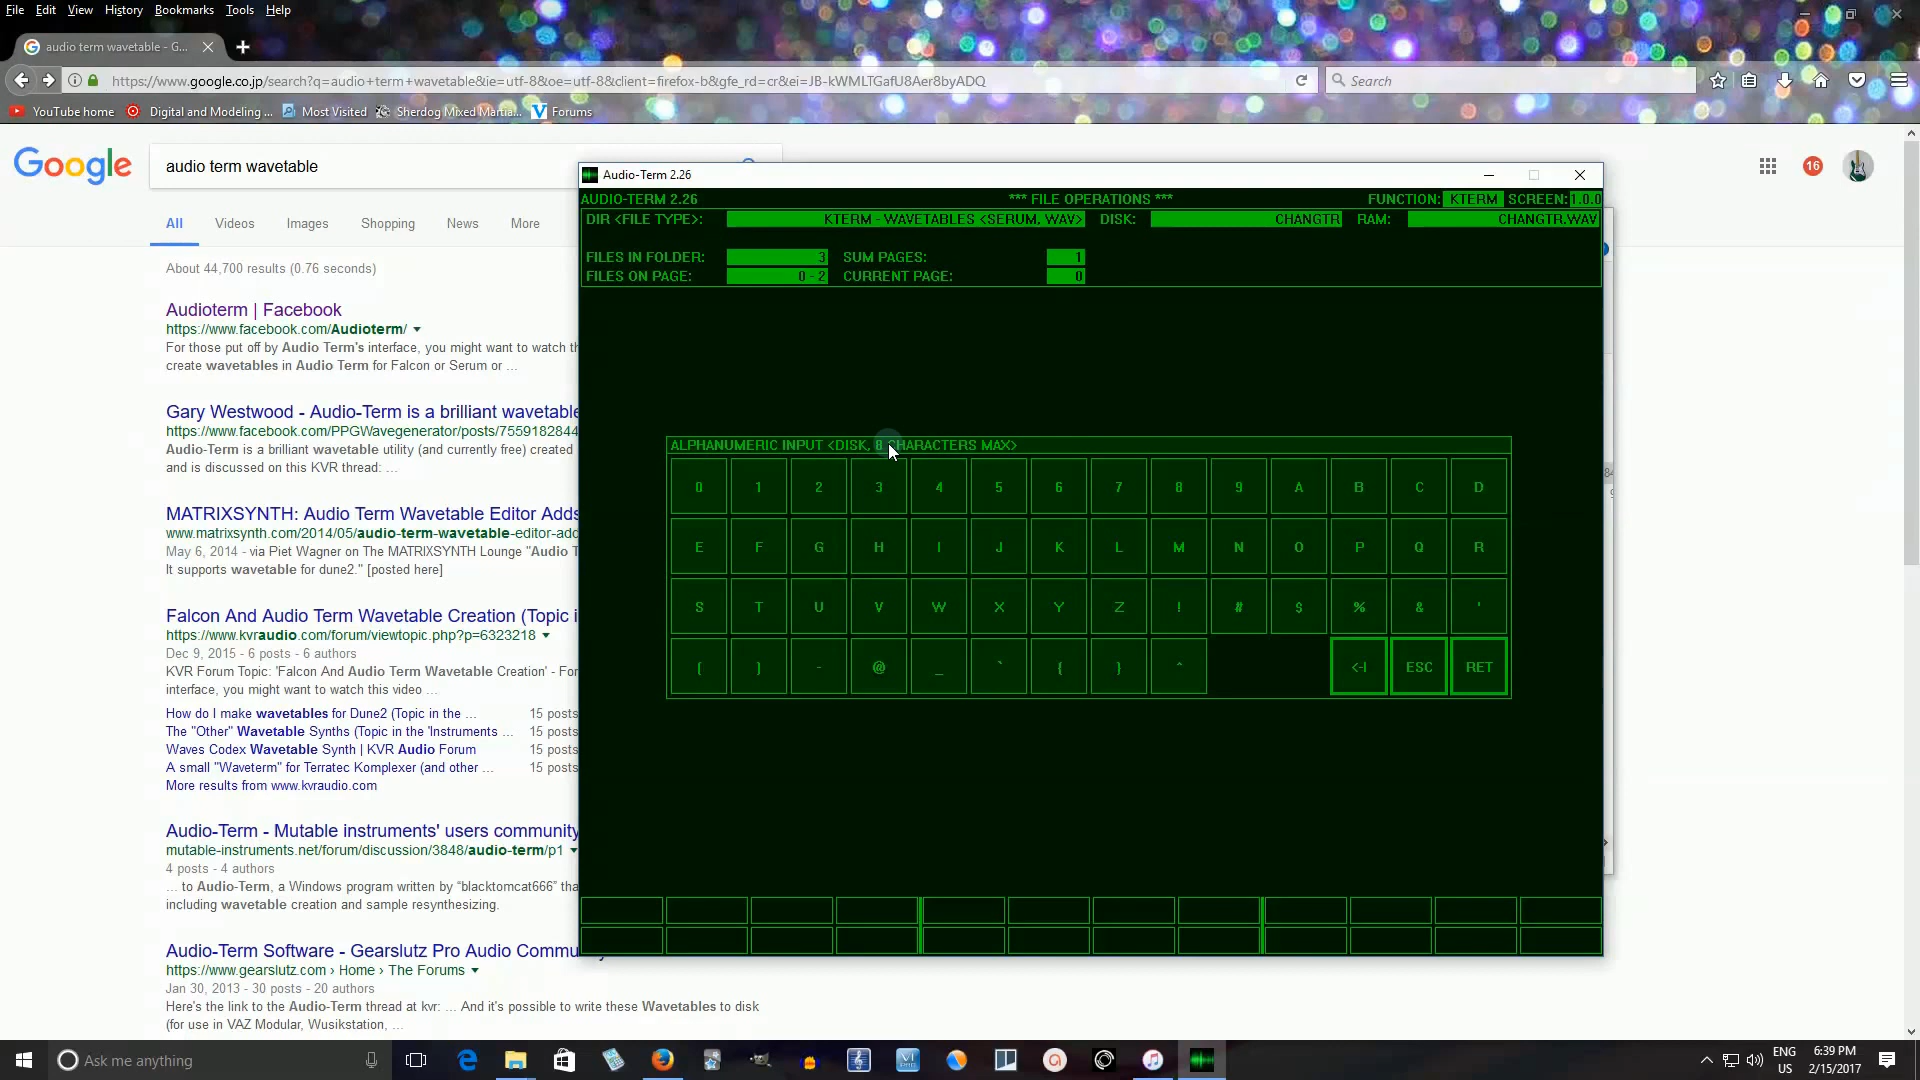 File Edit View History Bookmarks Tools Help
audio term wavetable - G...
https://www.google.co.jp/search?q=audio+term+wavetable&ie=utf-8&oe=utf-8&client=firefox-b&gfe_rd=cr&ei=JB-kWMLTGafU8Aer8byADQ
Search
YouTube home Digital and Modeling ... Most Visited Sherdog Mixed Martia... Forums
Google
audio term wavetable
16
All Videos Images Shopping News More
About 44,700 results (0.76 seconds)
Audioterm | Facebook
https://www.facebook.com/Audioterm/
For those put off by Audio Term's interface, you might want to watch th
create wavetables in Audio Term for Falcon or Serum or ...
Gary Westwood - Audio-Term is a brilliant wavetable
https://www.facebook.com/PPGWavegenerator/posts/7559182844
Audio-Term is a brilliant wavetable utility (and currently free) created
and is discussed on this KVR thread: ...
MATRIXSYNTH: Audio Term Wavetable Editor Adds
www.matrixsynth.com/2014/05/audio-term-wavetable-editor-add
May 6, 2014 - via Piet Wagner on The MATRIXSYNTH Lounge "Audio T
It supports wavetable for dune2." [posted here]
Falcon And Audio Term Wavetable Creation (Topic i
https://www.kvraudio.com/forum/viewtopic.php?p=6323218
Dec 9, 2015 - 6 posts - 6 authors
KVR Forum Topic: 'Falcon And Audio Term Wavetable Creation' - For
interface, you might want to watch this video ...
How do I make wavetables for Dune2 (Topic in the ... 15 posts
The "Other" Wavetable Synths (Topic in the 'Instruments ... 15 posts
Waves Codex Wavetable Synth | KVR Audio Forum 15 posts
A small "Waveterm" for Terratec Komplexer (and other ... 15 posts
More results from www.kvraudio.com
Audio-Term - Mutable instruments' users community
mutable-instruments.net/forum/discussion/3848/audio-term/p1
4 posts - 4 authors
... to Audio-Term, a Windows program written by “blacktomcat666” tha
including wavetable creation and sample resynthesizing.
Audio-Term Software - Gearslutz Pro Audio Commu
https://www.gearslutz.com › Home › The Forums
Jan 30, 2013 - 30 posts - 20 authors
Here's the link to the Audio-Term thread at kvr: ... And it's possible to write these Wavetables to disk
(for use in VAZ Modular, Wusikstation, ...
Audio-Term 2.26
AUDIO-TERM 2.26 *** FILE OPERATIONS *** FUNCTION: KTERM SCREEN: 1.0.0
DIR <FILE TYPE>: KTERM - WAVETABLES <SERUM, WAV> DISK: CHANGTR RAM: CHANGTR.WAV
FILES IN FOLDER: 3 SUM PAGES: 1
FILES ON PAGE: 0 - 2 CURRENT PAGE: 0
ALPHANUMERIC INPUT <DISK, 8 CHARACTERS MAX>
0 1 2 3 4 5 6 7 8 9 A B C D
E F G H I J K L M N O P Q R
S T U V W X Y Z ! # $ % & '
( ) - @ _ ` { } ^ <-I ESC RET
Ask me anything
ENG
US
6:39 PM
2/15/2017